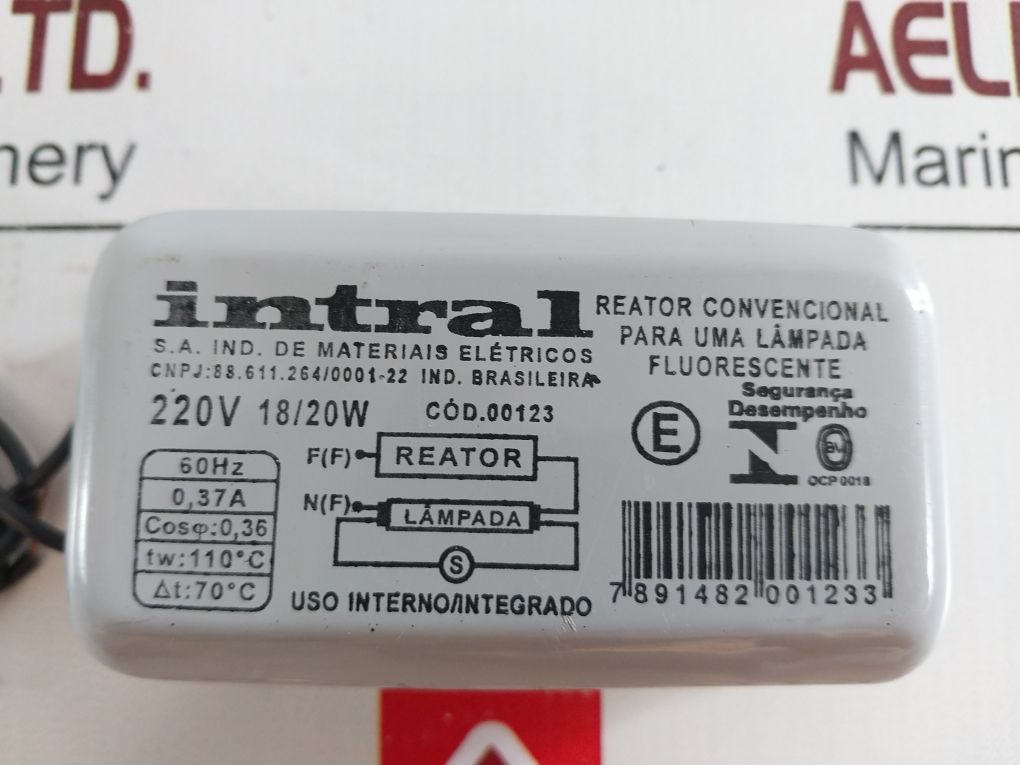 LTD. AEL
nery Marin
intral
S.A. IND. DE MATERIAIS ELÉTRICOS
CNPJ:88.611.264/0001-22 IND. BRASILEIRA
REATOR CONVENCIONAL
PARA UMA LÂMPADA
FLUORESCENTE
220V 18/20W CÓD.00123
Segurança
Desempenho
E
N
BV
OCP 0018
60Hz
0,37A
Cosφ:0,36
tw:110°C
Δt:70°C
F(F) REATOR
N(F) LÂMPADA
S
USO INTERNO/INTEGRADO
7 891482 001233